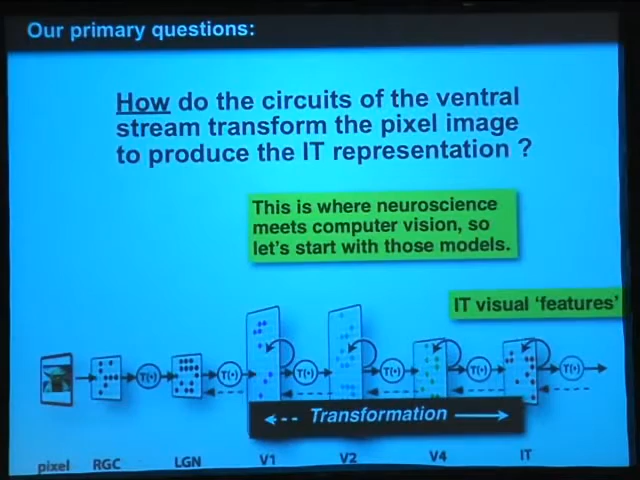 Our primary questions:
How do the circuits of the ventral
stream transform the pixel image
to produce the IT representation ?
This is where neuroscience
meets computer vision, so
let's start with those models.
IT visual 'features'
T(•) T(•) T(•) T(•) T(•) T(•)
Transformation
pixel RGC LGN V1 V2 V4 IT